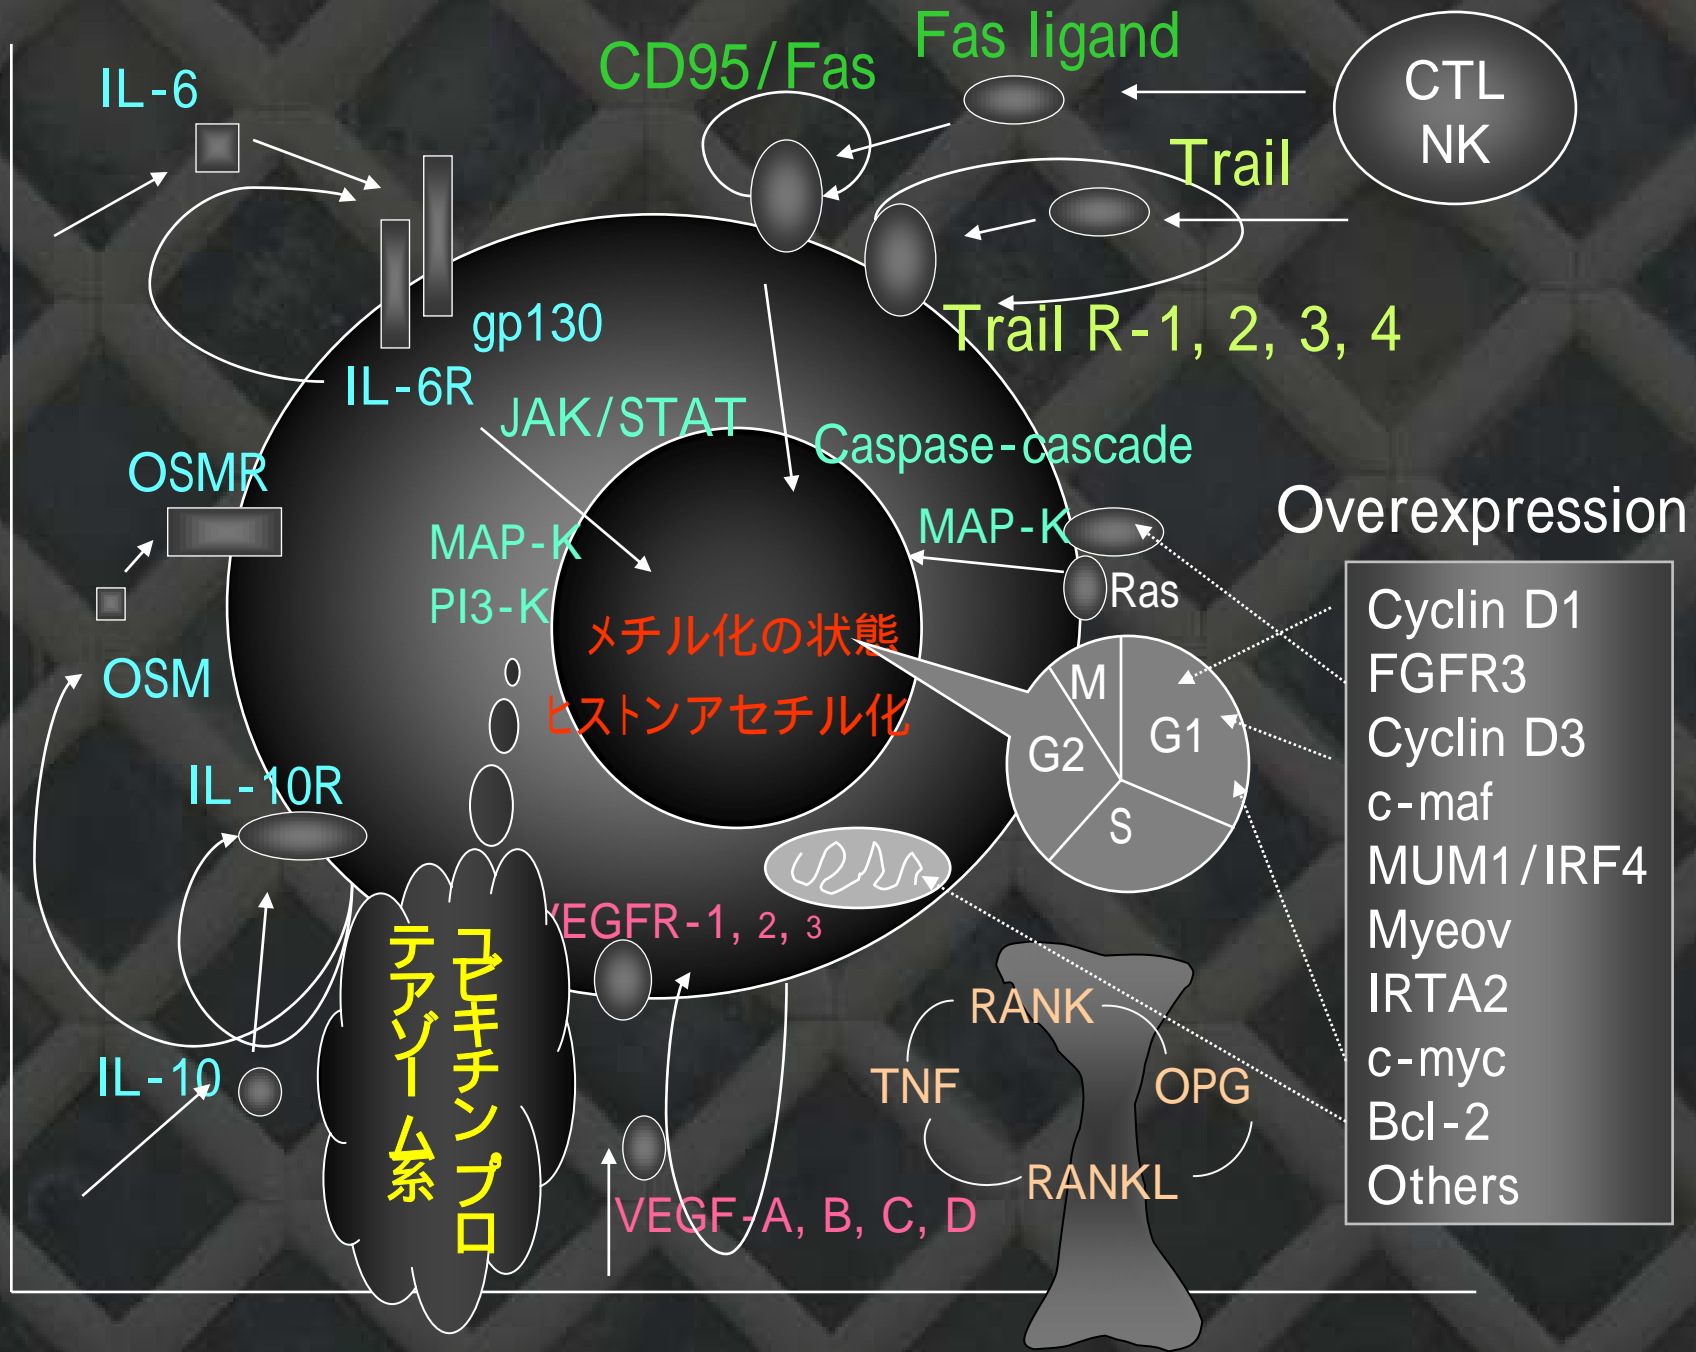 CD95/Fas
Fas ligand
CTL
NK
IL-6
Trail
gp130
Trail R-1, 2, 3, 4
IL-6R
JAK/STAT
Caspase-cascade
OSMR
MAP-K
PI3-K
MAP-K
Ras
Overexpression
Cyclin D1
FGFR3
Cyclin D3
c-maf
MUM1/IRF4
Myeov
IRTA2
c-myc
Bcl-2
Others
メチル化の状態
ヒストンアセチル化
M
G1
G2
S
OSM
IL-10R
VEGFR-1, 2, 3
ユビキチンプロ
テアゾーム系
IL-10
RANK
TNF
OPG
RANKL
VEGF-A, B, C, D